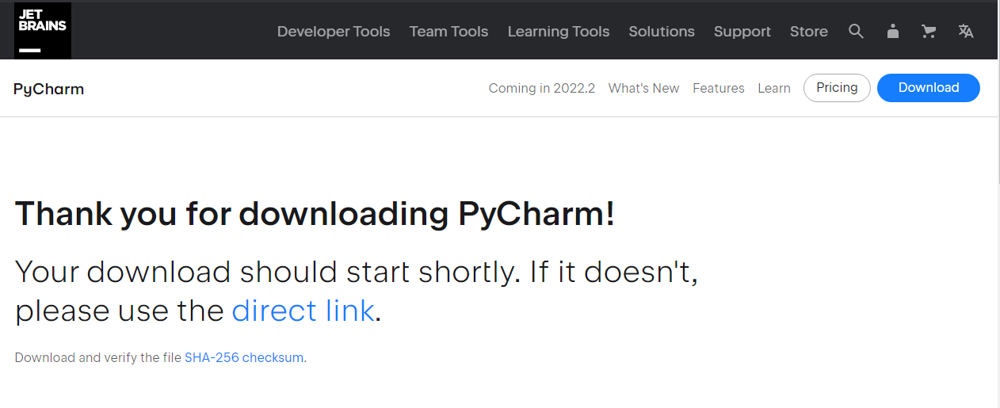 JET
BRAINS
Developer Tools Team Tools Learning Tools Solutions Support Store
PyCharm
Coming in 2022.2 What's New Features Learn Pricing Download
Thank you for downloading PyCharm!
Your download should start shortly. If it doesn't,
please use the direct link.
Download and verify the file SHA-256 checksum.